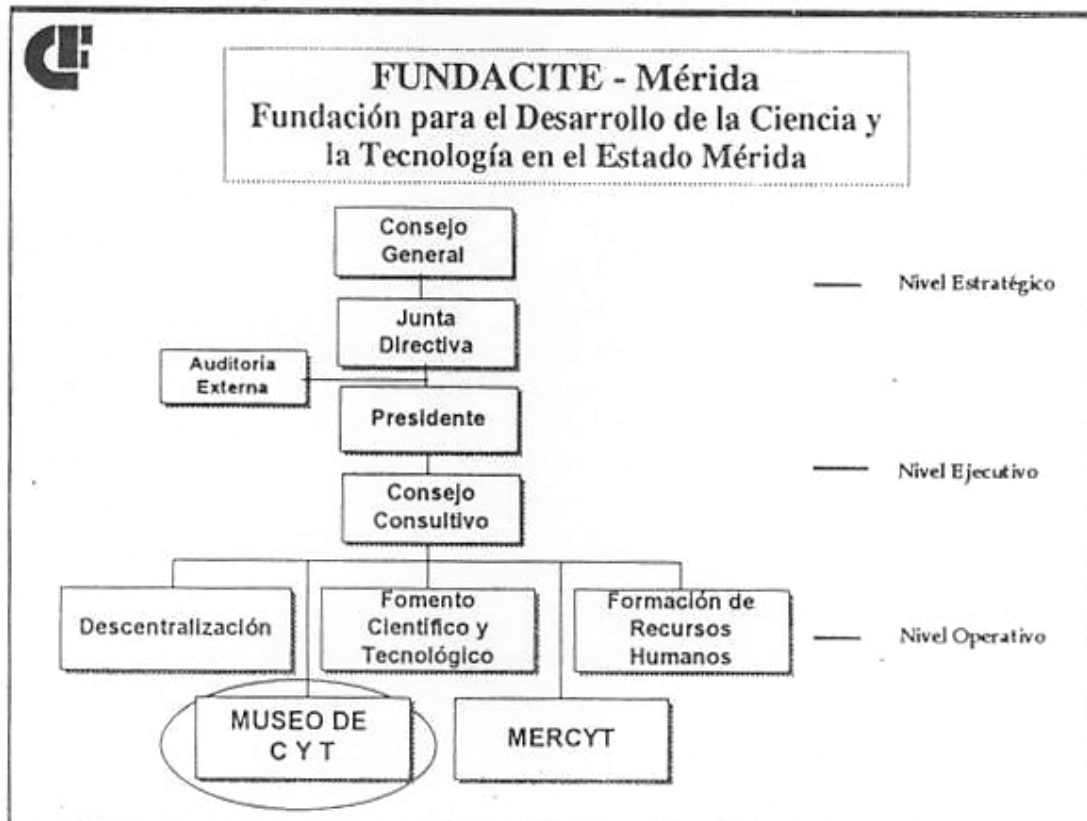 FUNDACITE - Mérida
Fundación para el Desarrollo de la Ciencia y
la Tecnología en el Estado Mérida
Consejo
General
Nivel Estratégico
Junta
Directiva
Auditoria
Externa
Presidente
Nivel Ejecutivo
Consejo
Consultivo
Descentralización
Fomento
Científico y
Tecnológico
Formación de
Recursos
Humanos
Nivel Operativo
MUSEO DE
C Y T
MERCYT